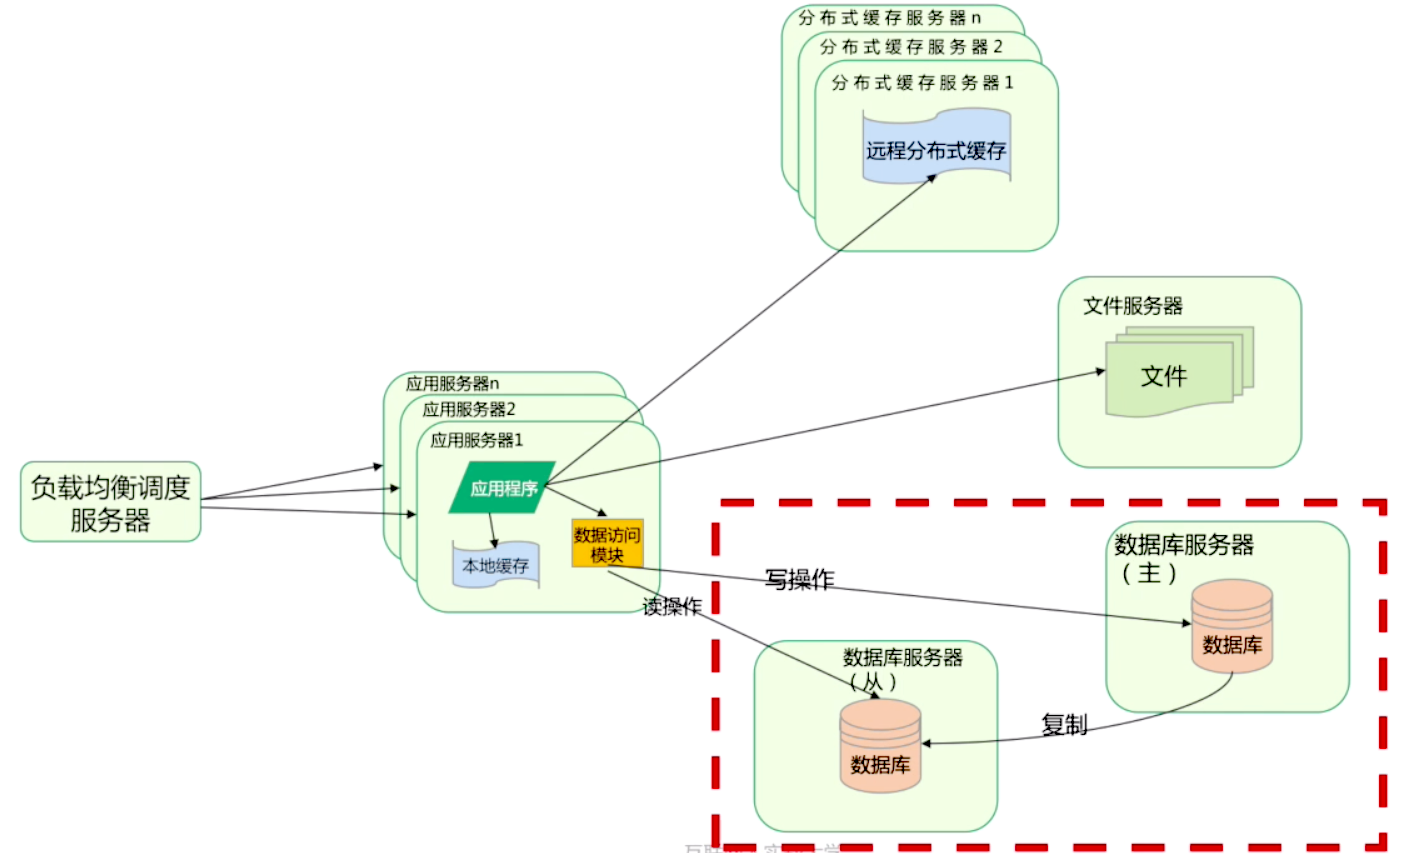 分布式缓存服务器n
分布式缓存服务器2
分布式缓存服务器1
远程分布式缓存
文件服务器
文件
应用服务器n
应用服务器2
应用服务器1
应用程序
本地缓存
数据访问
模块
负载均衡调度
服务器
写操作
读操作
数据库服务器
（主）
数据库
数据库服务器
（从）
数据库
复制